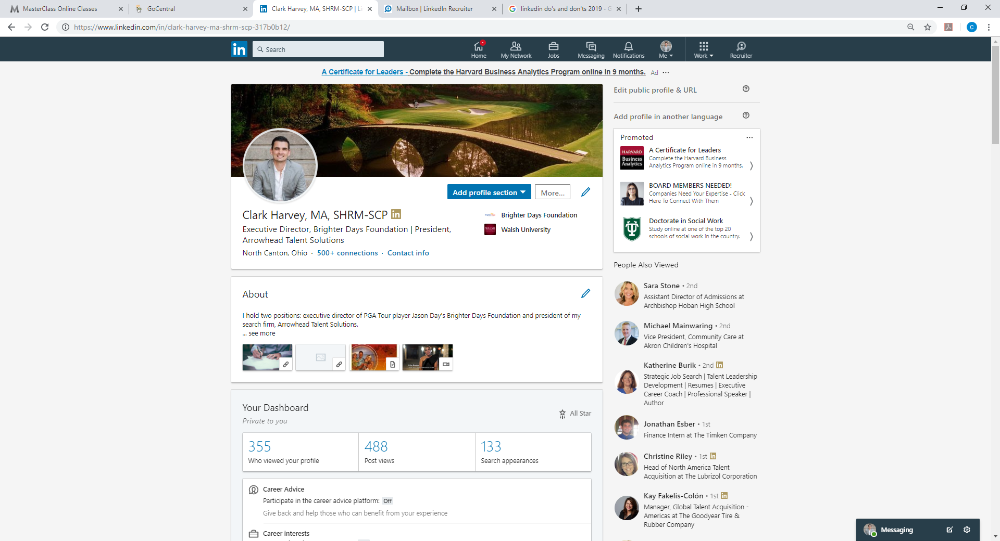 MasterClass Online Classes
GoCentral
Clark Harvey, MA, SHRM-SCP | Li
Mailbox | LinkedIn Recruiter
linkedin do's and don'ts 2019 - G
https://www.linkedin.com/in/clark-harvey-ma-shrm-scp-317b0b12/
C
in
Search
Home
My Network
Jobs
Messaging
Notifications
Me
Work
Recruiter
A Certificate for Leaders - Complete the Harvard Business Analytics Program online in 9 months. Ad ...
Add profile section
More...
Clark Harvey, MA, SHRM-SCP in
Executive Director, Brighter Days Foundation | President,
Arrowhead Talent Solutions
North Canton, Ohio · 500+ connections · Contact info
Brighter Days Foundation
WALSH
Walsh University
About
I hold two positions: executive director of PGA Tour player Jason Day's Brighter Days Foundation and president of my
search firm, Arrowhead Talent Solutions.
... see more
Your Dashboard
Private to you
All Star
355
Who viewed your profile
488
Post views
133
Search appearances
Career Advice
Participate in the career advice platform: Off
Give back and help those who can benefit from your experience
Career interests
Edit public profile & URL
Add profile in another language
Promoted ...
HARVARD
Business
Analytics
A Certificate for Leaders
Complete the Harvard Business
Analytics Program online in 9 months.
BOARD MEMBERS NEEDED!
Companies Need Your Expertise - Click
Here To Connect With Them
Doctorate in Social Work
Study online at one of the top 20
schools of social work in the country.
People Also Viewed
Sara Stone • 2nd
Assistant Director of Admissions at
Archbishop Hoban High School
Michael Mainwaring • 2nd
Vice President, Community Care at
Akron Children's Hospital
Katherine Burik • 2nd in
Strategic Job Search | Talent Leadership
Development | Resumes | Executive
Career Coach | Professional Speaker |
Author
Jonathan Esber • 1st
Finance Intern at The Timken Company
Christine Riley • 1st in
Head of North America Talent
Acquisition at The Lubrizol Corporation
Kay Fakelis-Colón • 1st in
Manager, Global Talent Acquisition -
Americas at The Goodyear Tire &
Rubber Company
Messaging